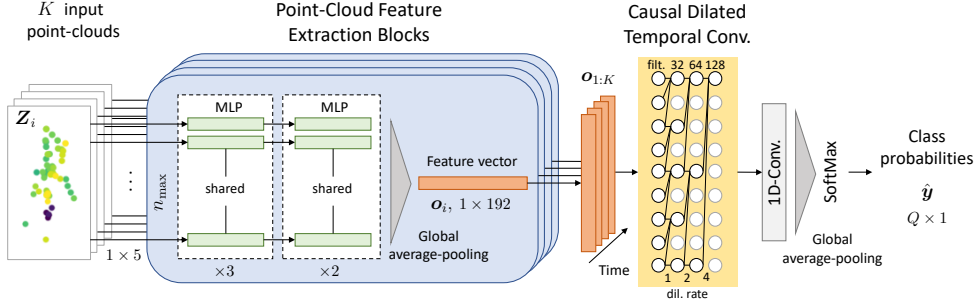 K input
point-clouds
Z_i
n_max
1 × 5
Point-Cloud Feature
Extraction Blocks
MLP
MLP
shared
shared
×3
×2
Feature vector
o_i, 1 × 192
Global
average-pooling
o_{1:K}
Time
Causal Dilated
Temporal Conv.
filt. 32 64 128
1 2 4
dil. rate
1D-Conv.
SoftMax
Global
average-pooling
Class
probabilities
ŷ
Q × 1